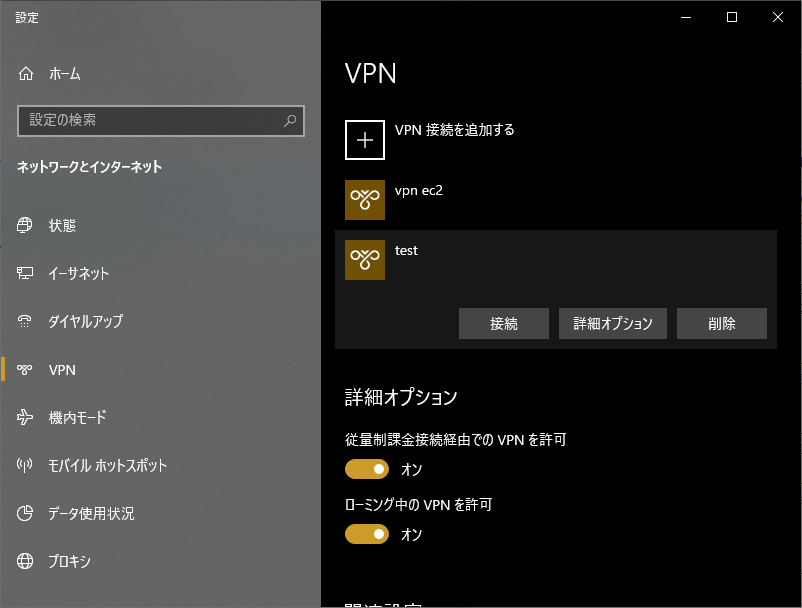 設定
ホーム
設定の検索
ネットワークとインターネット
状態
イーサネット
ダイヤルアップ
VPN
機内モード
モバイル ホットスポット
データ使用状況
プロキシ
VPN
VPN 接続を追加する
vpn ec2
test
接続
詳細オプション
削除
詳細オプション
従量制課金接続経由での VPN を許可
オン
ローミング中の VPN を許可
オン